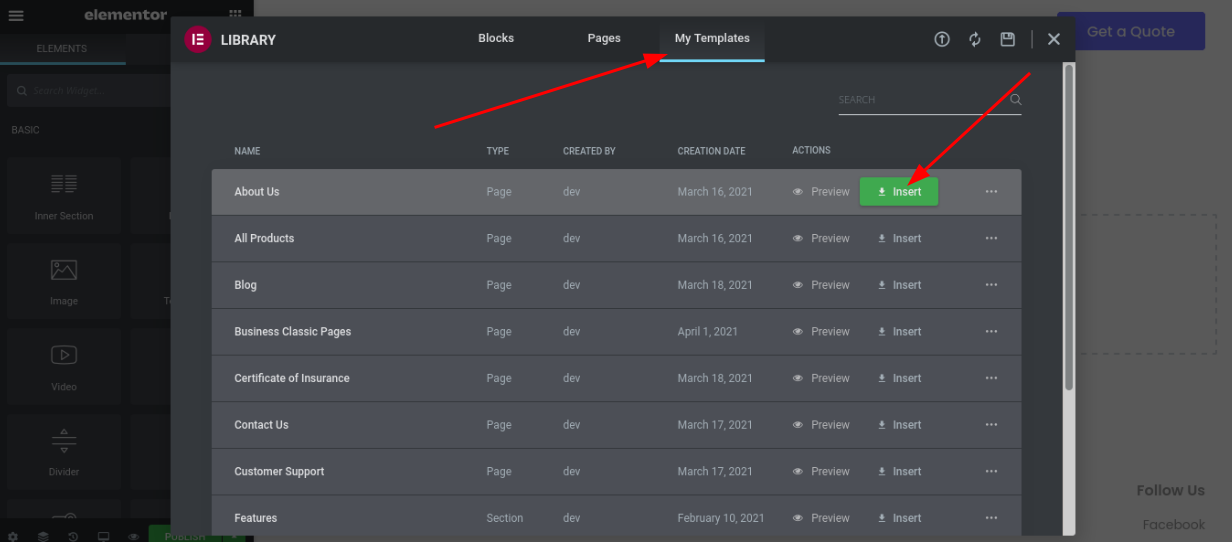 elementor
Get a Quote
LIBRARY
Blocks
Pages
My Templates
ELEMENTS
Search Widget...
SEARCH
BASIC
NAME TYPE CREATED BY CREATION DATE ACTIONS
About Us Page dev March 16, 2021 Preview Insert
All Products Page dev March 16, 2021 Preview Insert
Inner Section
Blog Page dev March 18, 2021 Preview Insert
Image
Business Classic Pages Page dev April 1, 2021 Preview Insert
Certificate of Insurance Page dev March 18, 2021 Preview Insert
Video
Contact Us Page dev March 17, 2021 Preview Insert
Customer Support Page dev March 17, 2021 Preview Insert
Divider
Follow Us
Features Section dev February 10, 2021 Preview Insert
Facebook
PUBLISH